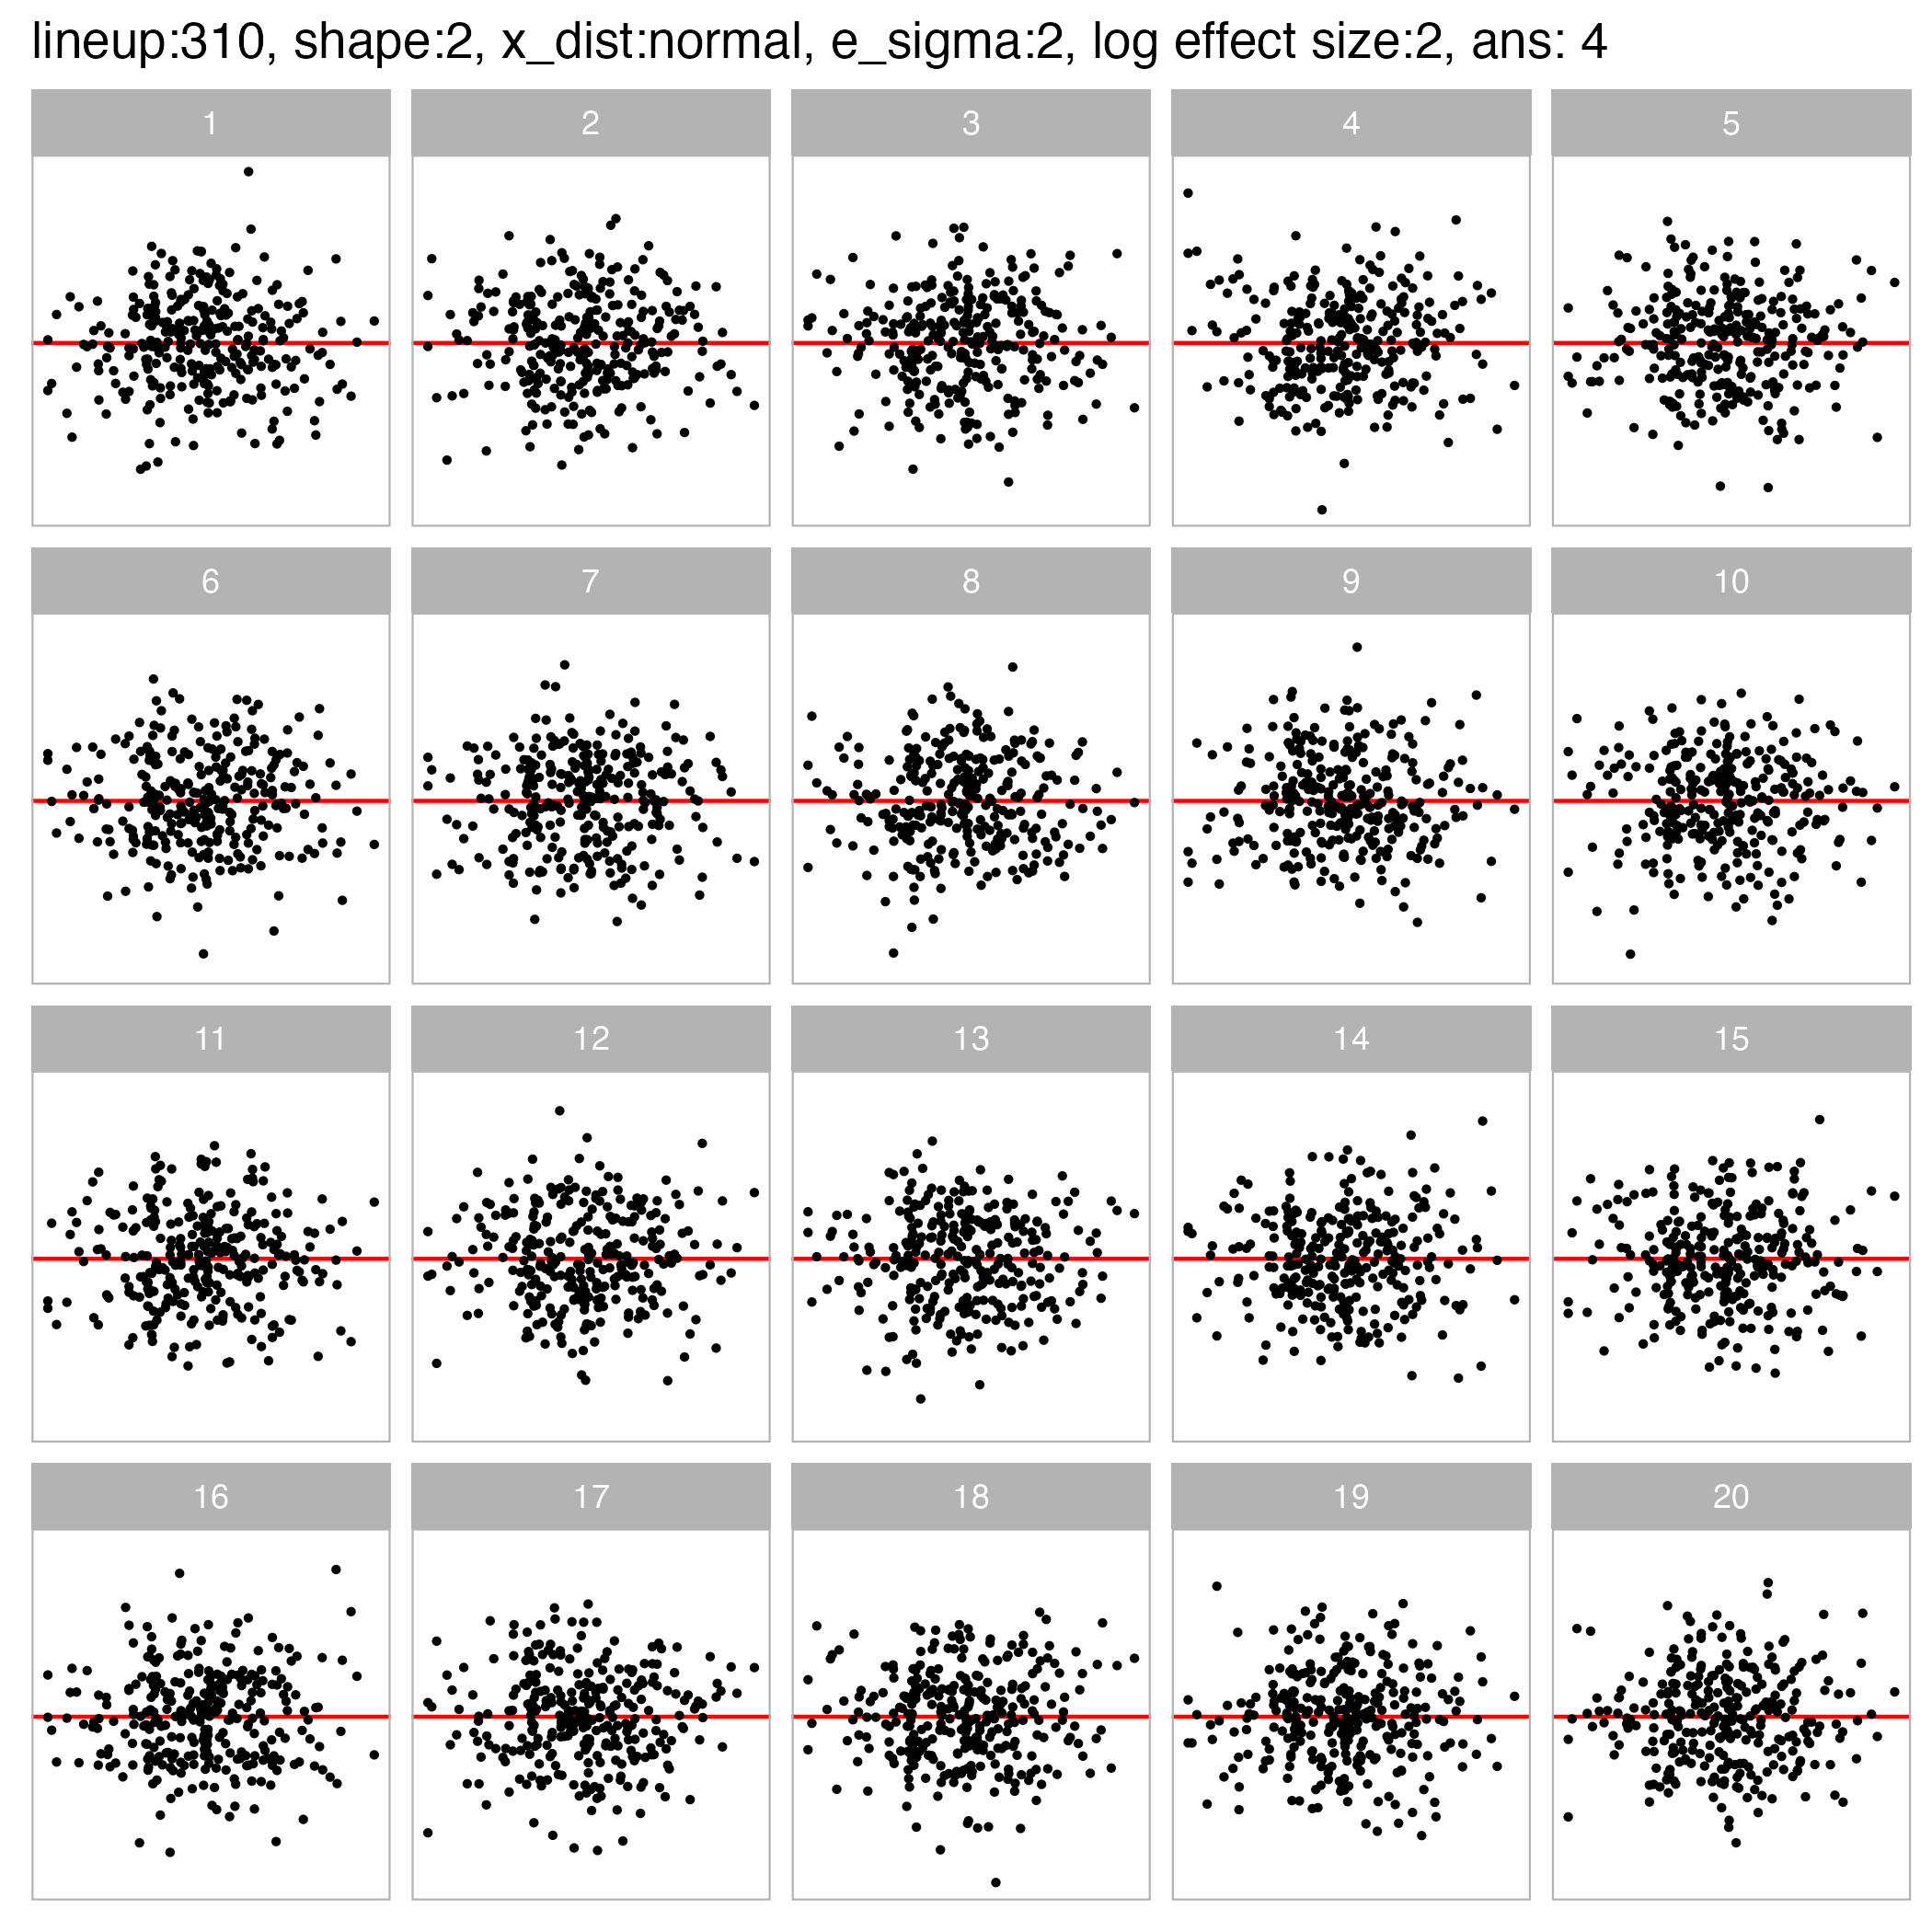 lineup:310, shape:2, x_dist:normal, e_sigma:2, log effect size:2, ans: 4
1 2 3 4 5
6 7 8 9 10
11 12 13 14 15
16 17 18 19 20